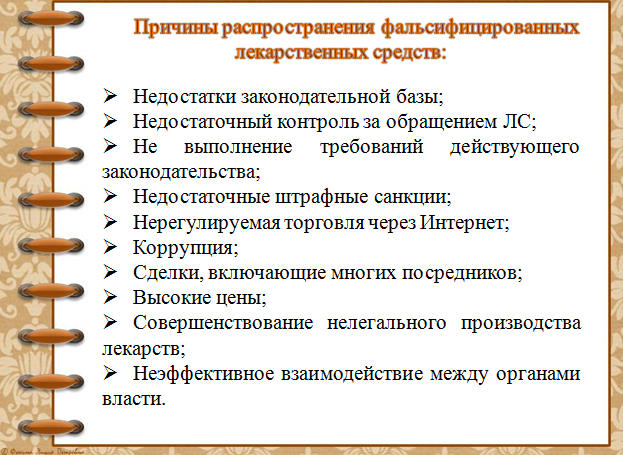 Причины распространения фальсифицированных
лекарственных средств:
➢ Недостатки законодательной базы;
➢ Недостаточный контроль за обращением ЛС;
➢ Не выполнение требований действующего
законодательства;
➢ Недостаточные штрафные санкции;
➢ Нерегулируемая торговля через Интернет;
➢ Коррупция;
➢ Сделки, включающие многих посредников;
➢ Высокие цены;
➢ Совершенствование нелегального производства
лекарств;
➢ Неэффективное взаимодействие между органами
власти.